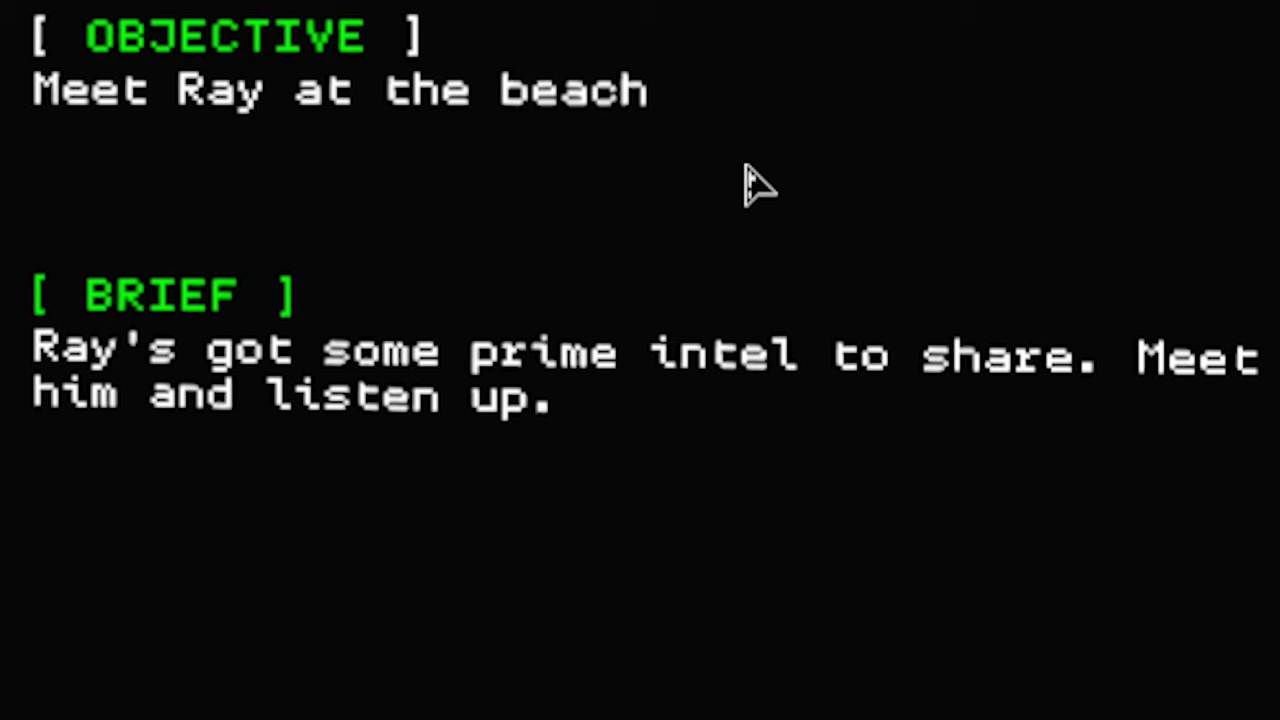 [ OBJECTIVE ]
Meet Ray at the beach
[ BRIEF ]
Ray's got some prime intel to share. Meet
him and listen up.